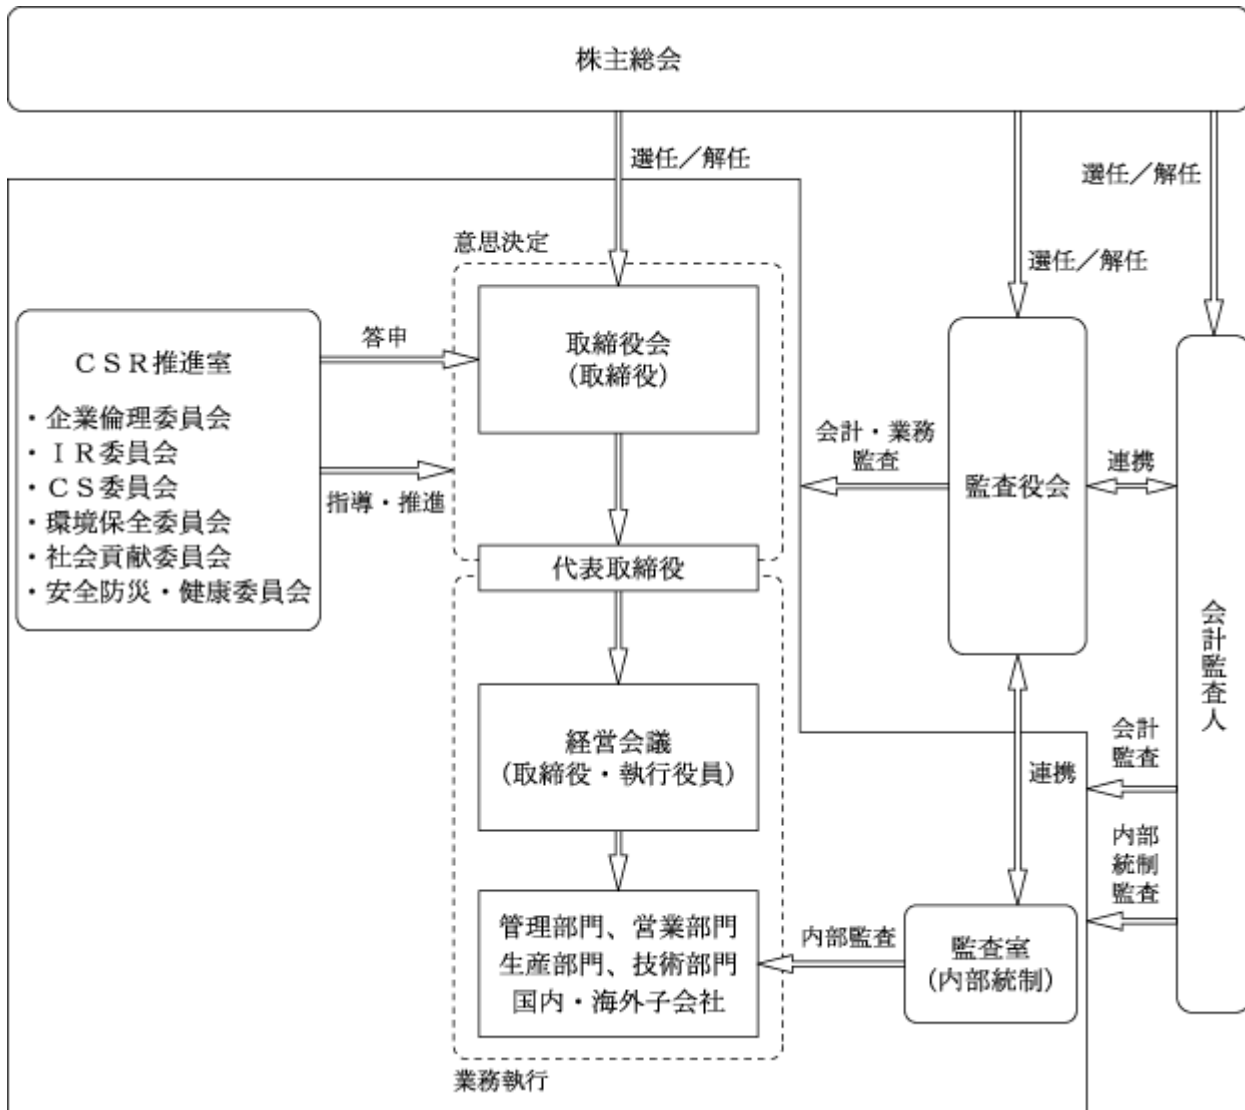 株主総会
選任／解任
選任／解任
選任／解任
意思決定
ＣＳＲ推進室
・企業倫理委員会
・ＩＲ委員会
・ＣＳ委員会
・環境保全委員会
・社会貢献委員会
・安全防災・健康委員会
答申
指導・推進
取締役会
(取締役)
代表取締役
経営会議
(取締役・執行役員)
管理部門、営業部門
生産部門、技術部門
国内・海外子会社
業務執行
会計・業務
監査
監査役会
連携
連携
会計監査人
会計
監査
内部
統制
監査
内部監査
監査室
(内部統制)